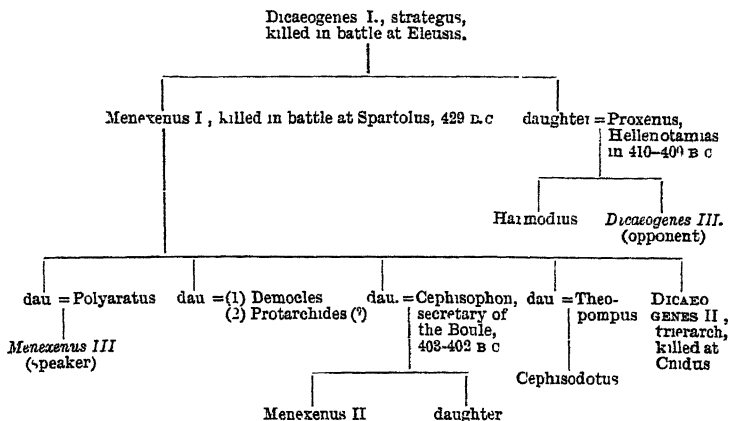 Dicaeogenes I., strategus,
killed in battle at Eleusis.
Menexenus I, killed in battle at Spartolus, 429 B.C
daughter = Proxenus,
Hellenotamias
in 410-409 B C
Harmodius
Dicaeogenes III.
(opponent)
dau = Polyaratus
Menexenus III
(speaker)
dau = (1) Democles
(2) Protarchides (?)
dau. = Cephisophon,
secretary of
the Boule,
403-402 B C
Menexenus II
daughter
dau = Theo-
pompus
Cephisodotus
DICAEO
GENES II,
trierarch,
killed at
Cnidus